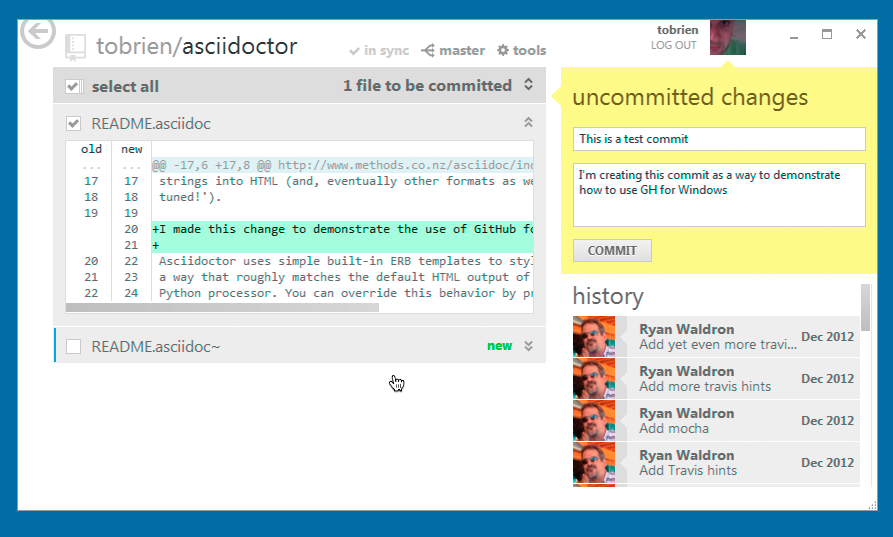 tobrien/asciidoctor
in sync
master
tools
tobrien
LOG OUT
select all
1 file to be committed
README.asciidoc
old new
... ... @@ -17,6 +17,8 @@ http://www.methods.co.nz/asciidoc/ind
17 17 strings into HTML (and, eventually other formats as we
18 18 tuned!').
19 19
20 +I made this change to demonstrate the use of GitHub fo
21 +
20 22 Asciidoctor uses simple built-in ERB templates to sty
21 23 a way that roughly matches the default HTML output of
22 24 Python processor. You can override this behavior by pr
README.asciidoc~
new
uncommitted changes
This is a test commit
I'm creating this commit as a way to demonstrate
how to use GH for Windows
COMMIT
history
Ryan Waldron
Add yet even more travi...
Dec 2012
Ryan Waldron
Add more travis hints
Dec 2012
Ryan Waldron
Add mocha
Dec 2012
Ryan Waldron
Add Travis hints
Dec 2012